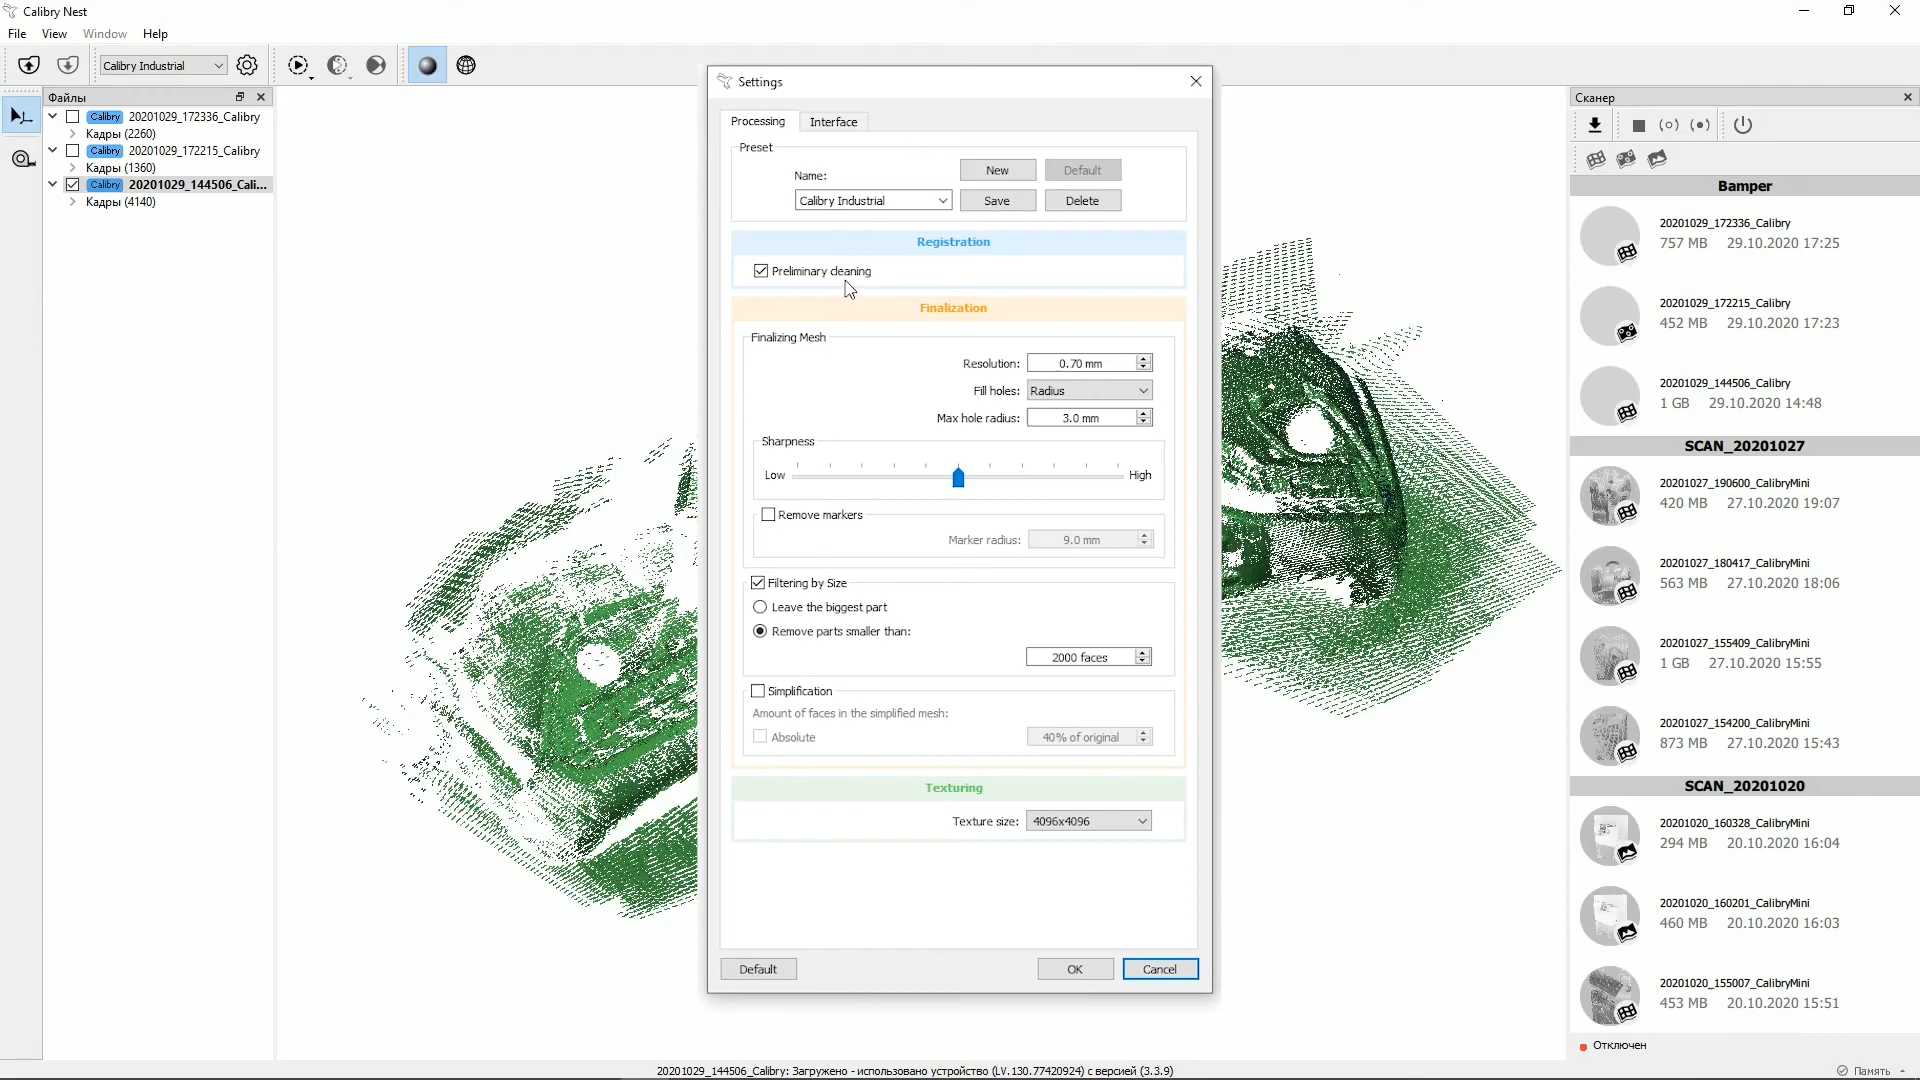 Calibry Nest
File View Window Help
Calibry Industrial
Файлы
Calibry 20201029_172336_Calibry
Кадры (2260)
Calibry 20201029_172215_Calibry
Кадры (1360)
Calibry 20201029_144506_Cali...
Кадры (4140)
Settings
Processing Interface
Preset
Name:
New Default
Calibry Industrial
Save Delete
Registration
Preliminary cleaning
Finalization
Finalizing Mesh
Resolution: 0.70 mm
Fill holes: Radius
Max hole radius: 3.0 mm
Sharpness
Low High
Remove markers
Marker radius: 9.0 mm
Filtering by Size
Leave the biggest part
Remove parts smaller than:
2000 faces
Simplification
Amount of faces in the simplified mesh:
Absolute 40% of original
Texturing
Texture size: 4096x4096
Default OK Cancel
Сканер
Bamper
20201029_172336_Calibry
757 MB 29.10.2020 17:25
20201029_172215_Calibry
452 MB 29.10.2020 17:23
20201029_144506_Calibry
1 GB 29.10.2020 14:48
SCAN_20201027
20201027_190600_CalibryMini
420 MB 27.10.2020 19:07
20201027_180417_CalibryMini
563 MB 27.10.2020 18:06
20201027_155409_CalibryMini
1 GB 27.10.2020 15:55
20201027_154200_CalibryMini
873 MB 27.10.2020 15:43
SCAN_20201020
20201020_160328_CalibryMini
294 MB 20.10.2020 16:04
20201020_160201_CalibryMini
460 MB 20.10.2020 16:03
20201020_155007_CalibryMini
453 MB 20.10.2020 15:51
Отключен
20201029_144506_Calibry: Загружено - использовано устройство (LV.130.77420924) с версией (3.3.9)
Память